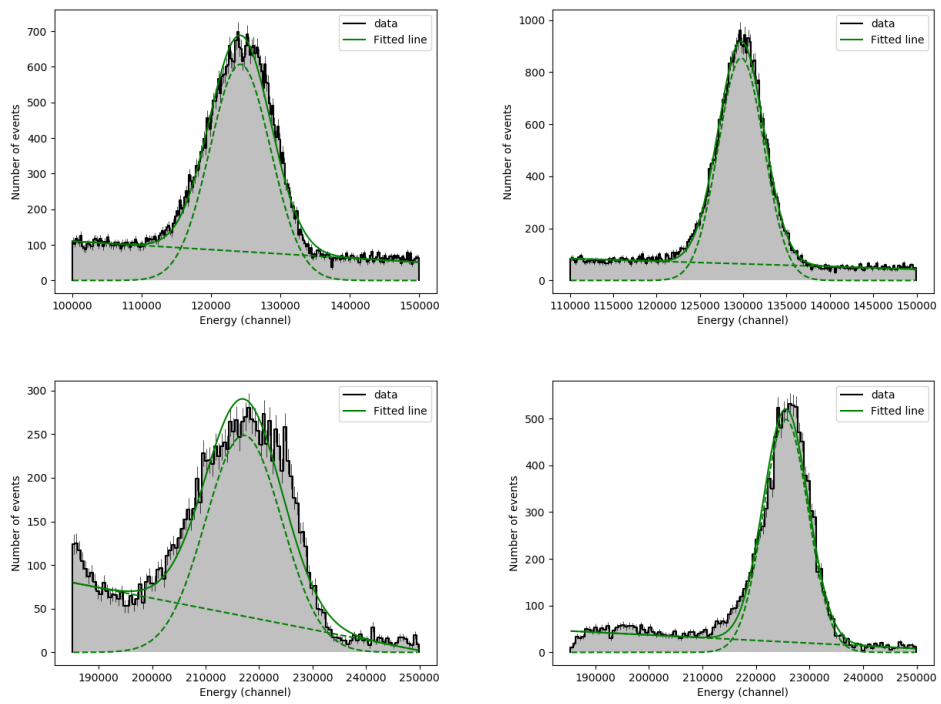 data
Fitted line
Number of events
700
600
500
400
300
200
100
0
100000 110000 120000 130000 140000 150000
Energy (channel)
data
Fitted line
Number of events
1000
800
600
400
200
0
110000 115000 120000 125000 130000 135000 140000 145000 150000
Energy (channel)
data
Fitted line
Number of events
300
250
200
150
100
50
0
190000 200000 210000 220000 230000 240000 250000
Energy (channel)
data
Fitted line
Number of events
500
400
300
200
100
0
190000 200000 210000 220000 230000 240000 250000
Energy (channel)